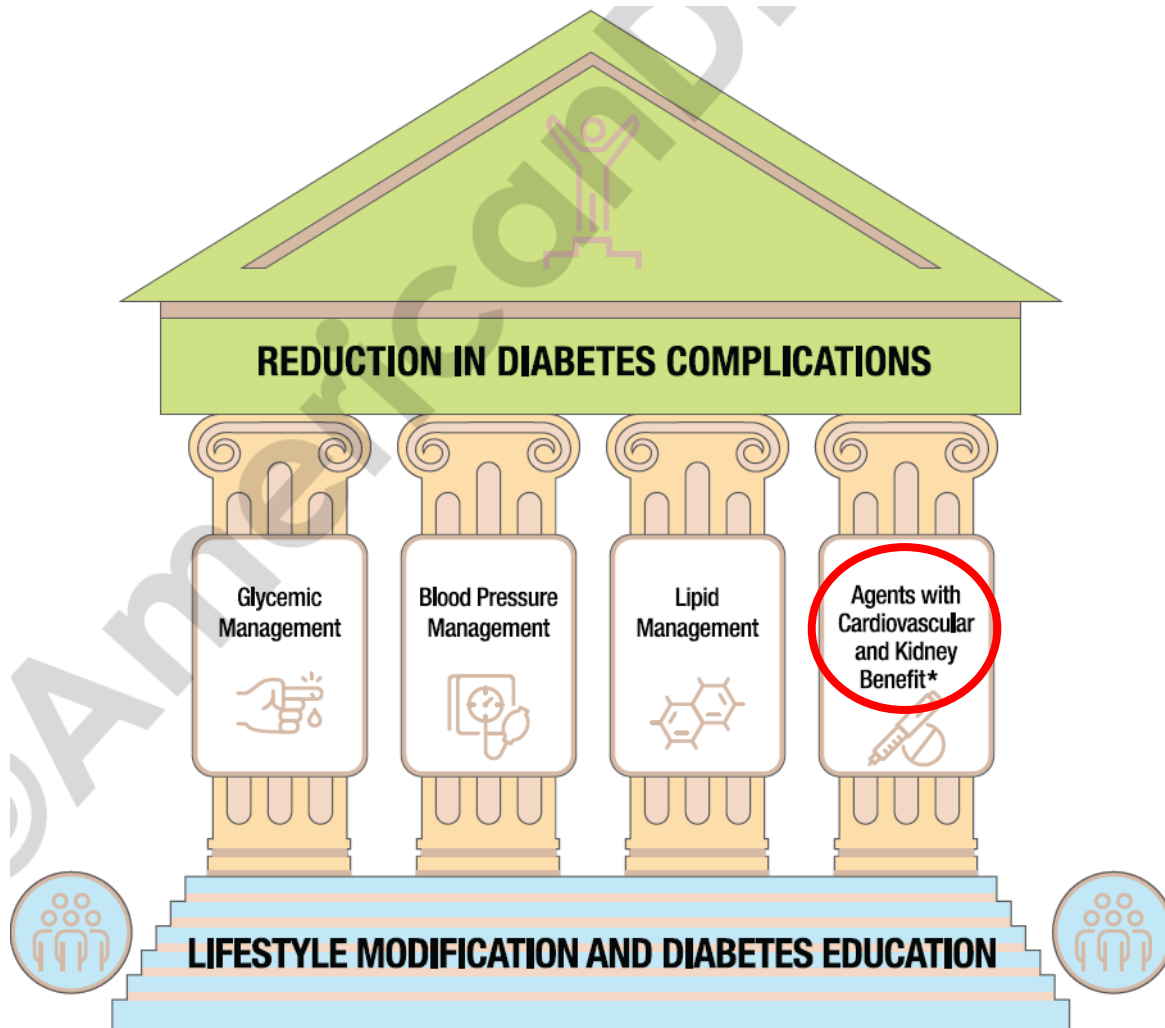 ©AmericanDi
REDUCTION IN DIABETES COMPLICATIONS
Glycemic
Management
Blood Pressure
Management
Lipid
Management
Agents with
Cardiovascular
and Kidney
Benefit*
LIFESTYLE MODIFICATION AND DIABETES EDUCATION